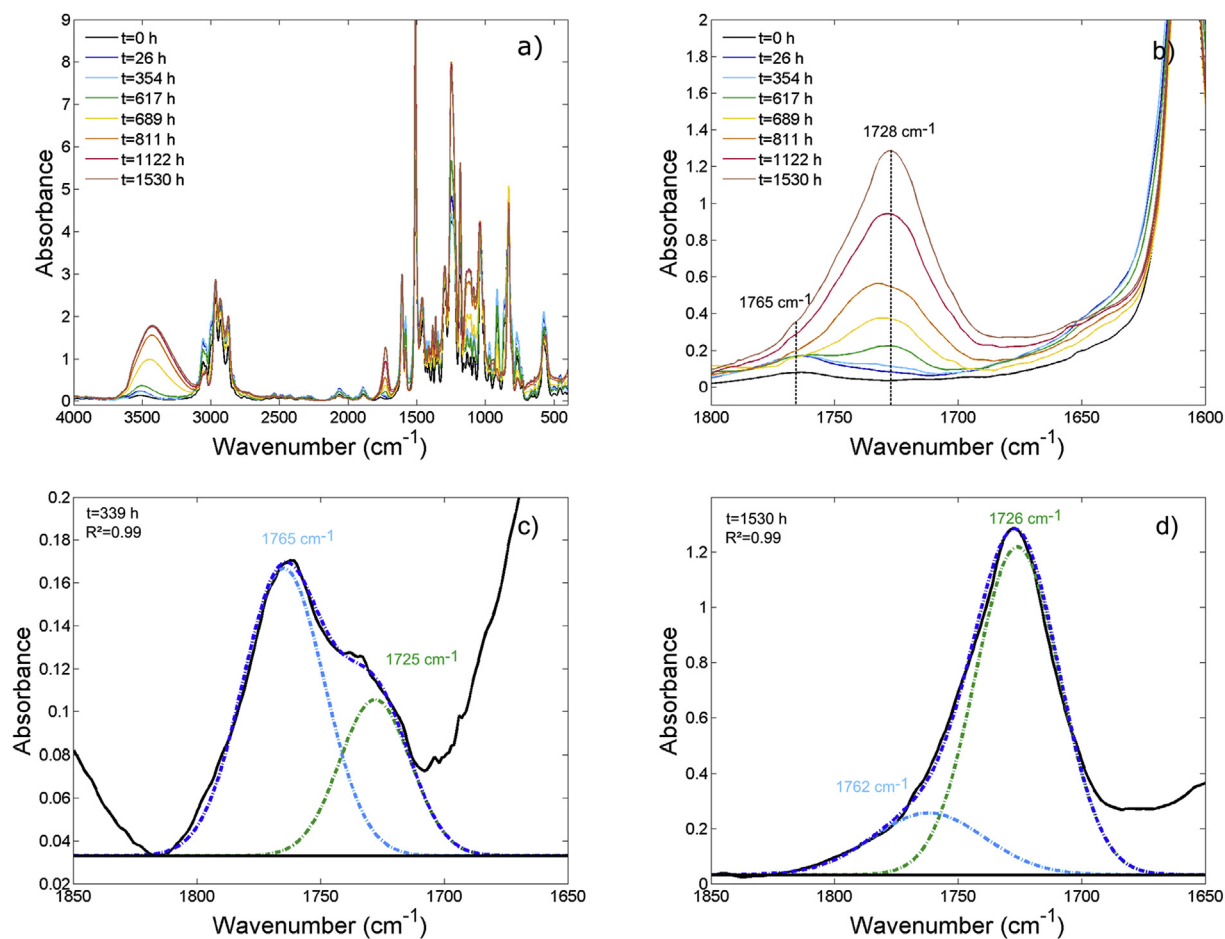 a)
9
8
7
6
5
4
3
2
1
0
t=0 h
t=26 h
t=354 h
t=617 h
t=689 h
t=811 h
t=1122 h
t=1530 h
Absorbance
4000 3500 3000 2500 2000 1500 1000 500
Wavenumber (cm-1)
b)
2
1.8
1.6
1.4
1.2
1
0.8
0.6
0.4
0.2
0
t=0 h
t=26 h
t=354 h
t=617 h
t=689 h
t=811 h
t=1122 h
t=1530 h
1728 cm-1
1765 cm-1
Absorbance
1800 1750 1700 1650 1600
Wavenumber (cm-1)
c)
0.2
0.18
0.16
0.14
0.12
0.1
0.08
0.06
0.04
0.02
t=339 h
R²=0.99
1765 cm-1
1725 cm-1
Absorbance
1850 1800 1750 1700 1650
Wavenumber (cm-1)
d)
1.2
1
0.8
0.6
0.4
0.2
0
t=1530 h
R²=0.99
1726 cm-1
1762 cm-1
Absorbance
1850 1800 1750 1700 1650
Wavenumber (cm-1)